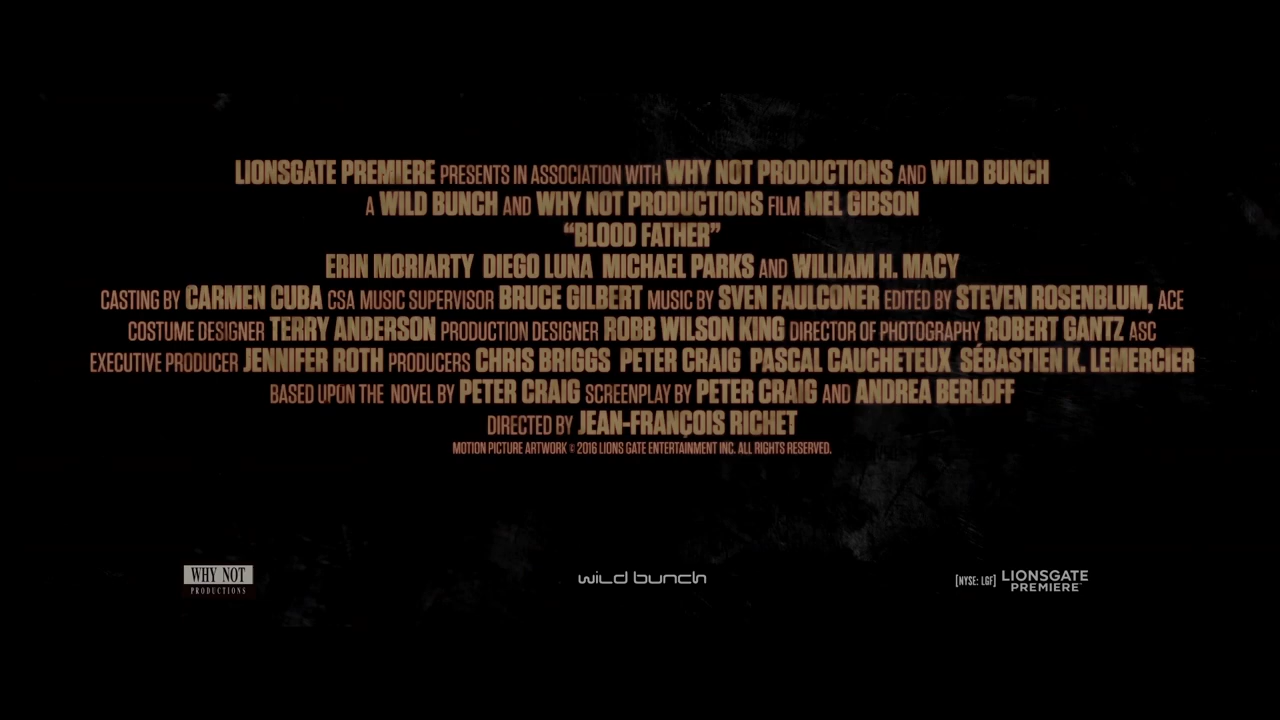 LIONSGATE PREMIERE PRESENTS IN ASSOCIATION WITH WHY NOT PRODUCTIONS AND WILD BUNCH
A WILD BUNCH AND WHY NOT PRODUCTIONS FILM MEL GIBSON
“BLOOD FATHER”
ERIN MORIARTY DIEGO LUNA MICHAEL PARKS AND WILLIAM H. MACY
CASTING BY CARMEN CUBA CSA MUSIC SUPERVISOR BRUCE GILBERT MUSIC BY SVEN FAULCONER EDITED BY STEVEN ROSENBLUM, ACE
COSTUME DESIGNER TERRY ANDERSON PRODUCTION DESIGNER ROBB WILSON KING DIRECTOR OF PHOTOGRAPHY ROBERT GANTZ ASC
EXECUTIVE PRODUCER JENNIFER ROTH PRODUCERS CHRIS BRIGGS PETER CRAIG PASCAL CAUCHETEUX SÉBASTIEN K. LEMERCIER
BASED UPON THE NOVEL BY PETER CRAIG SCREENPLAY BY PETER CRAIG AND ANDREA BERLOFF
DIRECTED BY JEAN-FRANÇOIS RICHET
MOTION PICTURE ARTWORK © 2016 LIONS GATE ENTERTAINMENT INC. ALL RIGHTS RESERVED.
WHY NOT
PRODUCTIONS
wild bunch
[NYSE: LGF] LIONSGATE
PREMIERE